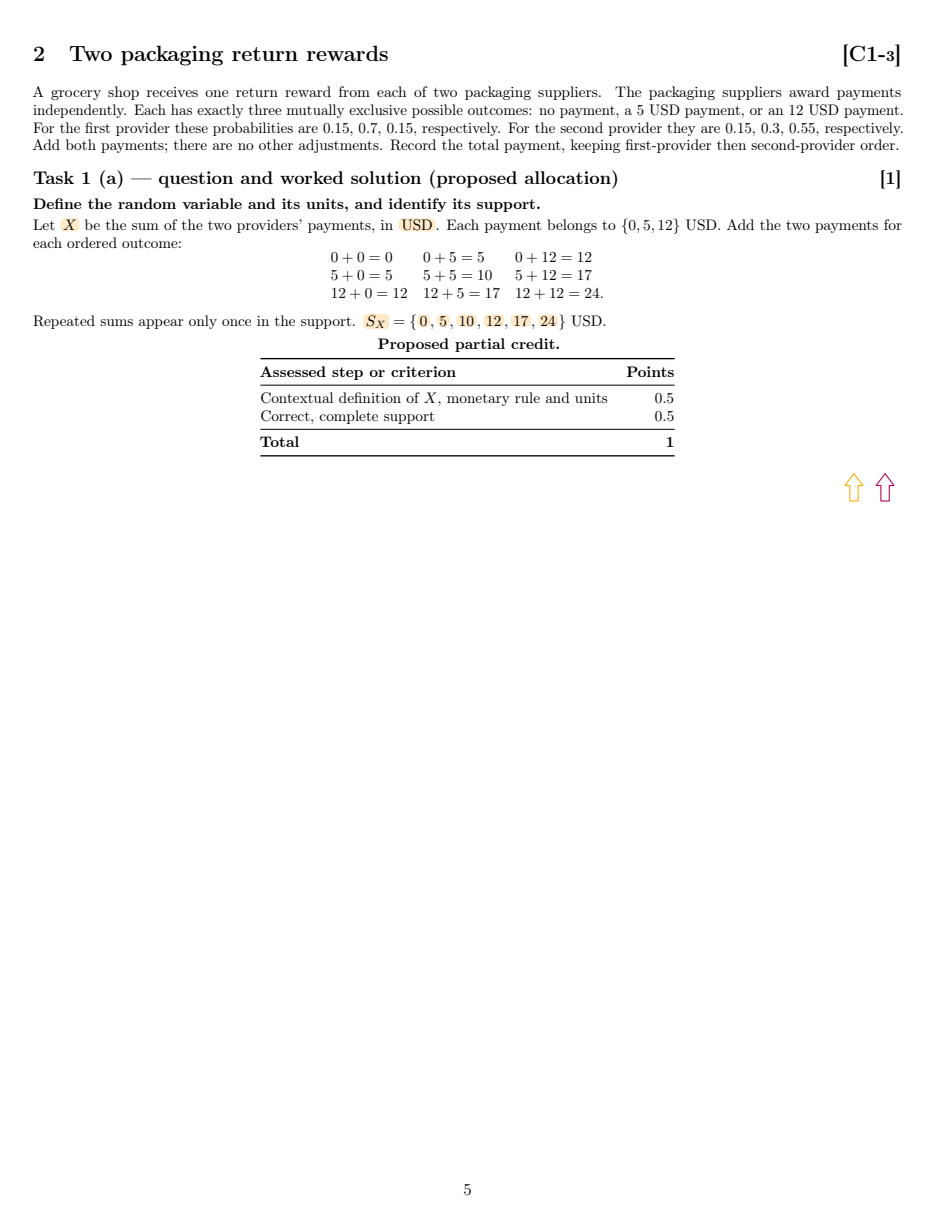 2 Two packaging return rewards [C1-3]
A grocery shop receives one return reward from each of two packaging suppliers. The packaging suppliers award payments
independently. Each has exactly three mutually exclusive possible outcomes: no payment, a 5 USD payment, or an 12 USD payment.
For the first provider these probabilities are 0.15, 0.7, 0.15, respectively. For the second provider they are 0.15, 0.3, 0.55, respectively.
Add both payments; there are no other adjustments. Record the total payment, keeping first-provider then second-provider order.
Task 1 (a) — question and worked solution (proposed allocation) [1]
Define the random variable and its units, and identify its support.
Let X be the sum of the two providers' payments, in USD. Each payment belongs to {0, 5, 12} USD. Add the two payments for
each ordered outcome:
0 + 0 = 0 0 + 5 = 5 0 + 12 = 12
5 + 0 = 5 5 + 5 = 10 5 + 12 = 17
12 + 0 = 12 12 + 5 = 17 12 + 12 = 24.
Repeated sums appear only once in the support. S_X = {0, 5, 10, 12, 17, 24} USD.
Proposed partial credit.
Assessed step or criterion Points
Contextual definition of X, monetary rule and units 0.5
Correct, complete support 0.5
Total 1
5